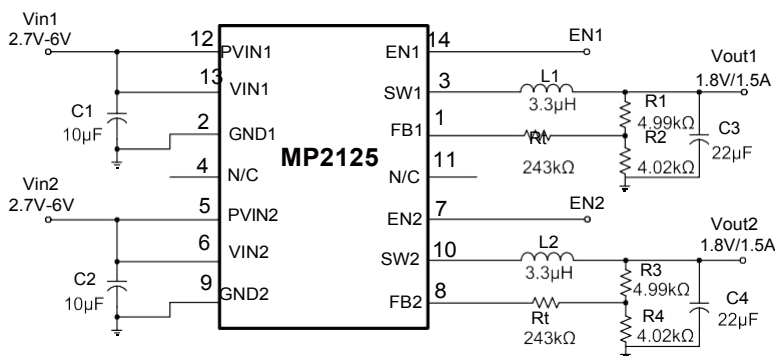 Vin1
2.7V-6V
12
PVIN1
13
VIN1
C1
10µF
2
GND1
4
N/C
Vin2
2.7V-6V
5
PVIN2
6
VIN2
C2
10µF
9
GND2
MP2125
EN1
14
EN1
SW1
3
L1
3.3µH
Vout1
1.8V/1.5A
FB1
1
Rt
243kΩ
R1
4.99kΩ
R2
4.02kΩ
C3
22µF
N/C
11
EN2
7
EN2
SW2
10
L2
3.3µH
Vout2
1.8V/1.5A
FB2
8
Rt
243kΩ
R3
4.99kΩ
R4
4.02kΩ
C4
22µF